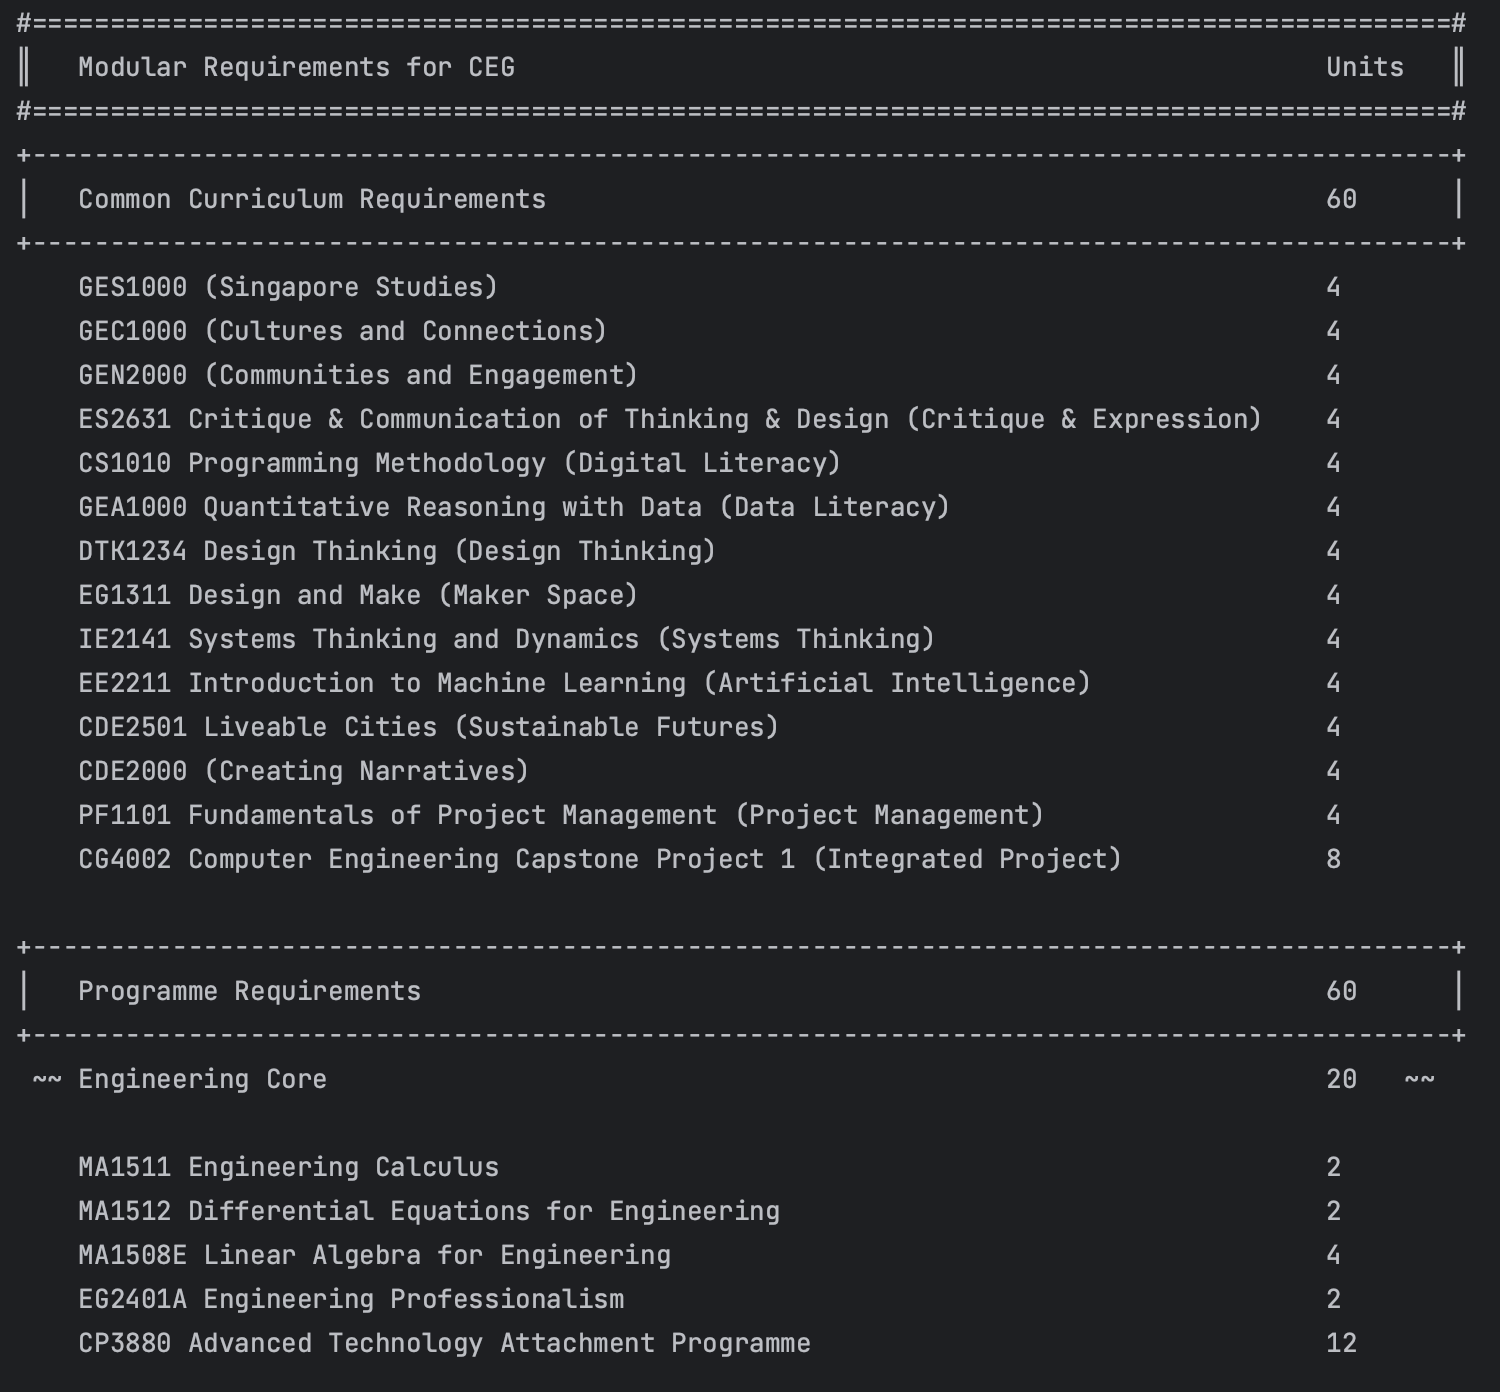 #===========================================================================================#
║   Modular Requirements for CEG                                                    Units   ║
#===========================================================================================#
+-------------------------------------------------------------------------------------------+
│   Common Curriculum Requirements                                                  60      │
+-------------------------------------------------------------------------------------------+
    GES1000 (Singapore Studies)                                                     4
    GEC1000 (Cultures and Connections)                                              4
    GEN2000 (Communities and Engagement)                                            4
    ES2631 Critique & Communication of Thinking & Design (Critique & Expression)    4
    CS1010 Programming Methodology (Digital Literacy)                               4
    GEA1000 Quantitative Reasoning with Data (Data Literacy)                        4
    DTK1234 Design Thinking (Design Thinking)                                       4
    EG1311 Design and Make (Maker Space)                                            4
    IE2141 Systems Thinking and Dynamics (Systems Thinking)                         4
    EE2211 Introduction to Machine Learning (Artificial Intelligence)               4
    CDE2501 Liveable Cities (Sustainable Futures)                                   4
    CDE2000 (Creating Narratives)                                                   4
    PF1101 Fundamentals of Project Management (Project Management)                  4
    CG4002 Computer Engineering Capstone Project 1 (Integrated Project)             8

+-------------------------------------------------------------------------------------------+
│   Programme Requirements                                                          60      │
+-------------------------------------------------------------------------------------------+
 ~~ Engineering Core                                                                20   ~~

    MA1511 Engineering Calculus                                                     2
    MA1512 Differential Equations for Engineering                                   2
    MA1508E Linear Algebra for Engineering                                          4
    EG2401A Engineering Professionalism                                             2
    CP3880 Advanced Technology Attachment Programme                                 12